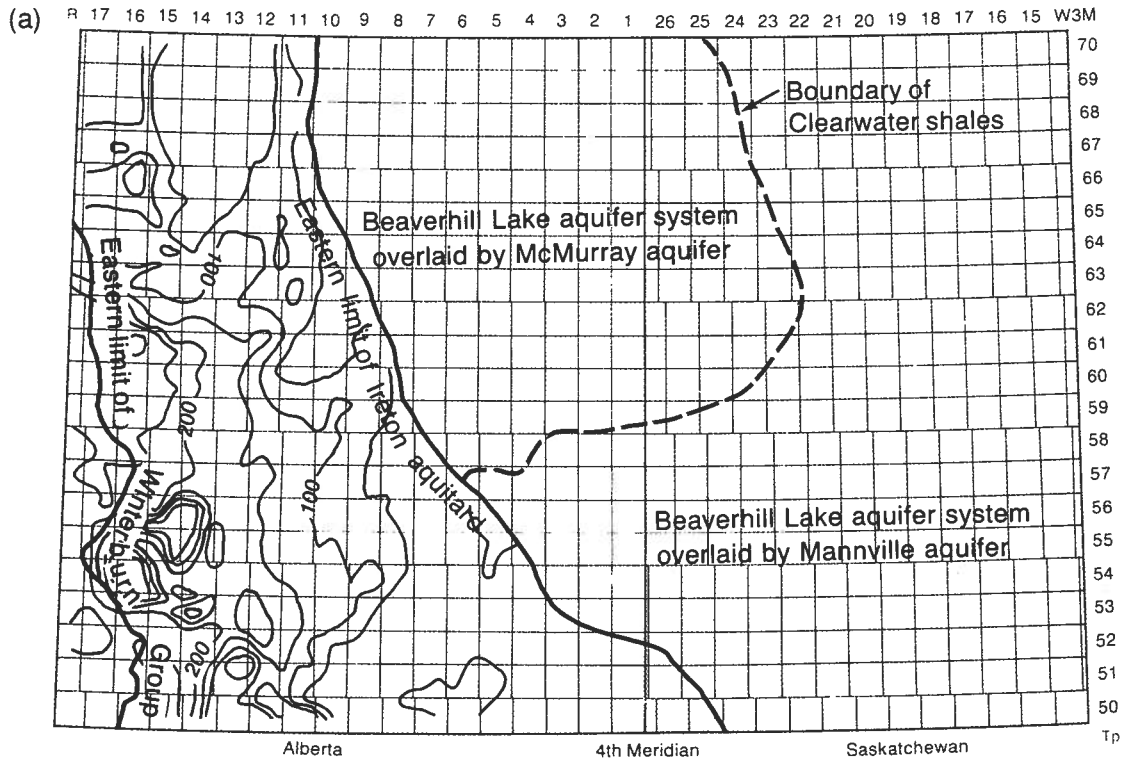 (a)
R 17 16 15 14 13 12 11 10 9 8 7 6 5 4 3 2 1 26 25 24 23 22 21 20 19 18 17 16 15 W3M
70
69
68
67
66
65
64
63
62
61
60
59
58
57
56
55
54
53
52
51
50
Tp
Boundary of
Clearwater shales
Beaverhill Lake aquifer system
overlaid by McMurray aquifer
Eastern limit of Ireton aquitard
Eastern limit of
Winterburn
Group
100
200
100
200
Beaverhill Lake aquifer system
overlaid by Mannville aquifer
Alberta 4th Meridian Saskatchewan